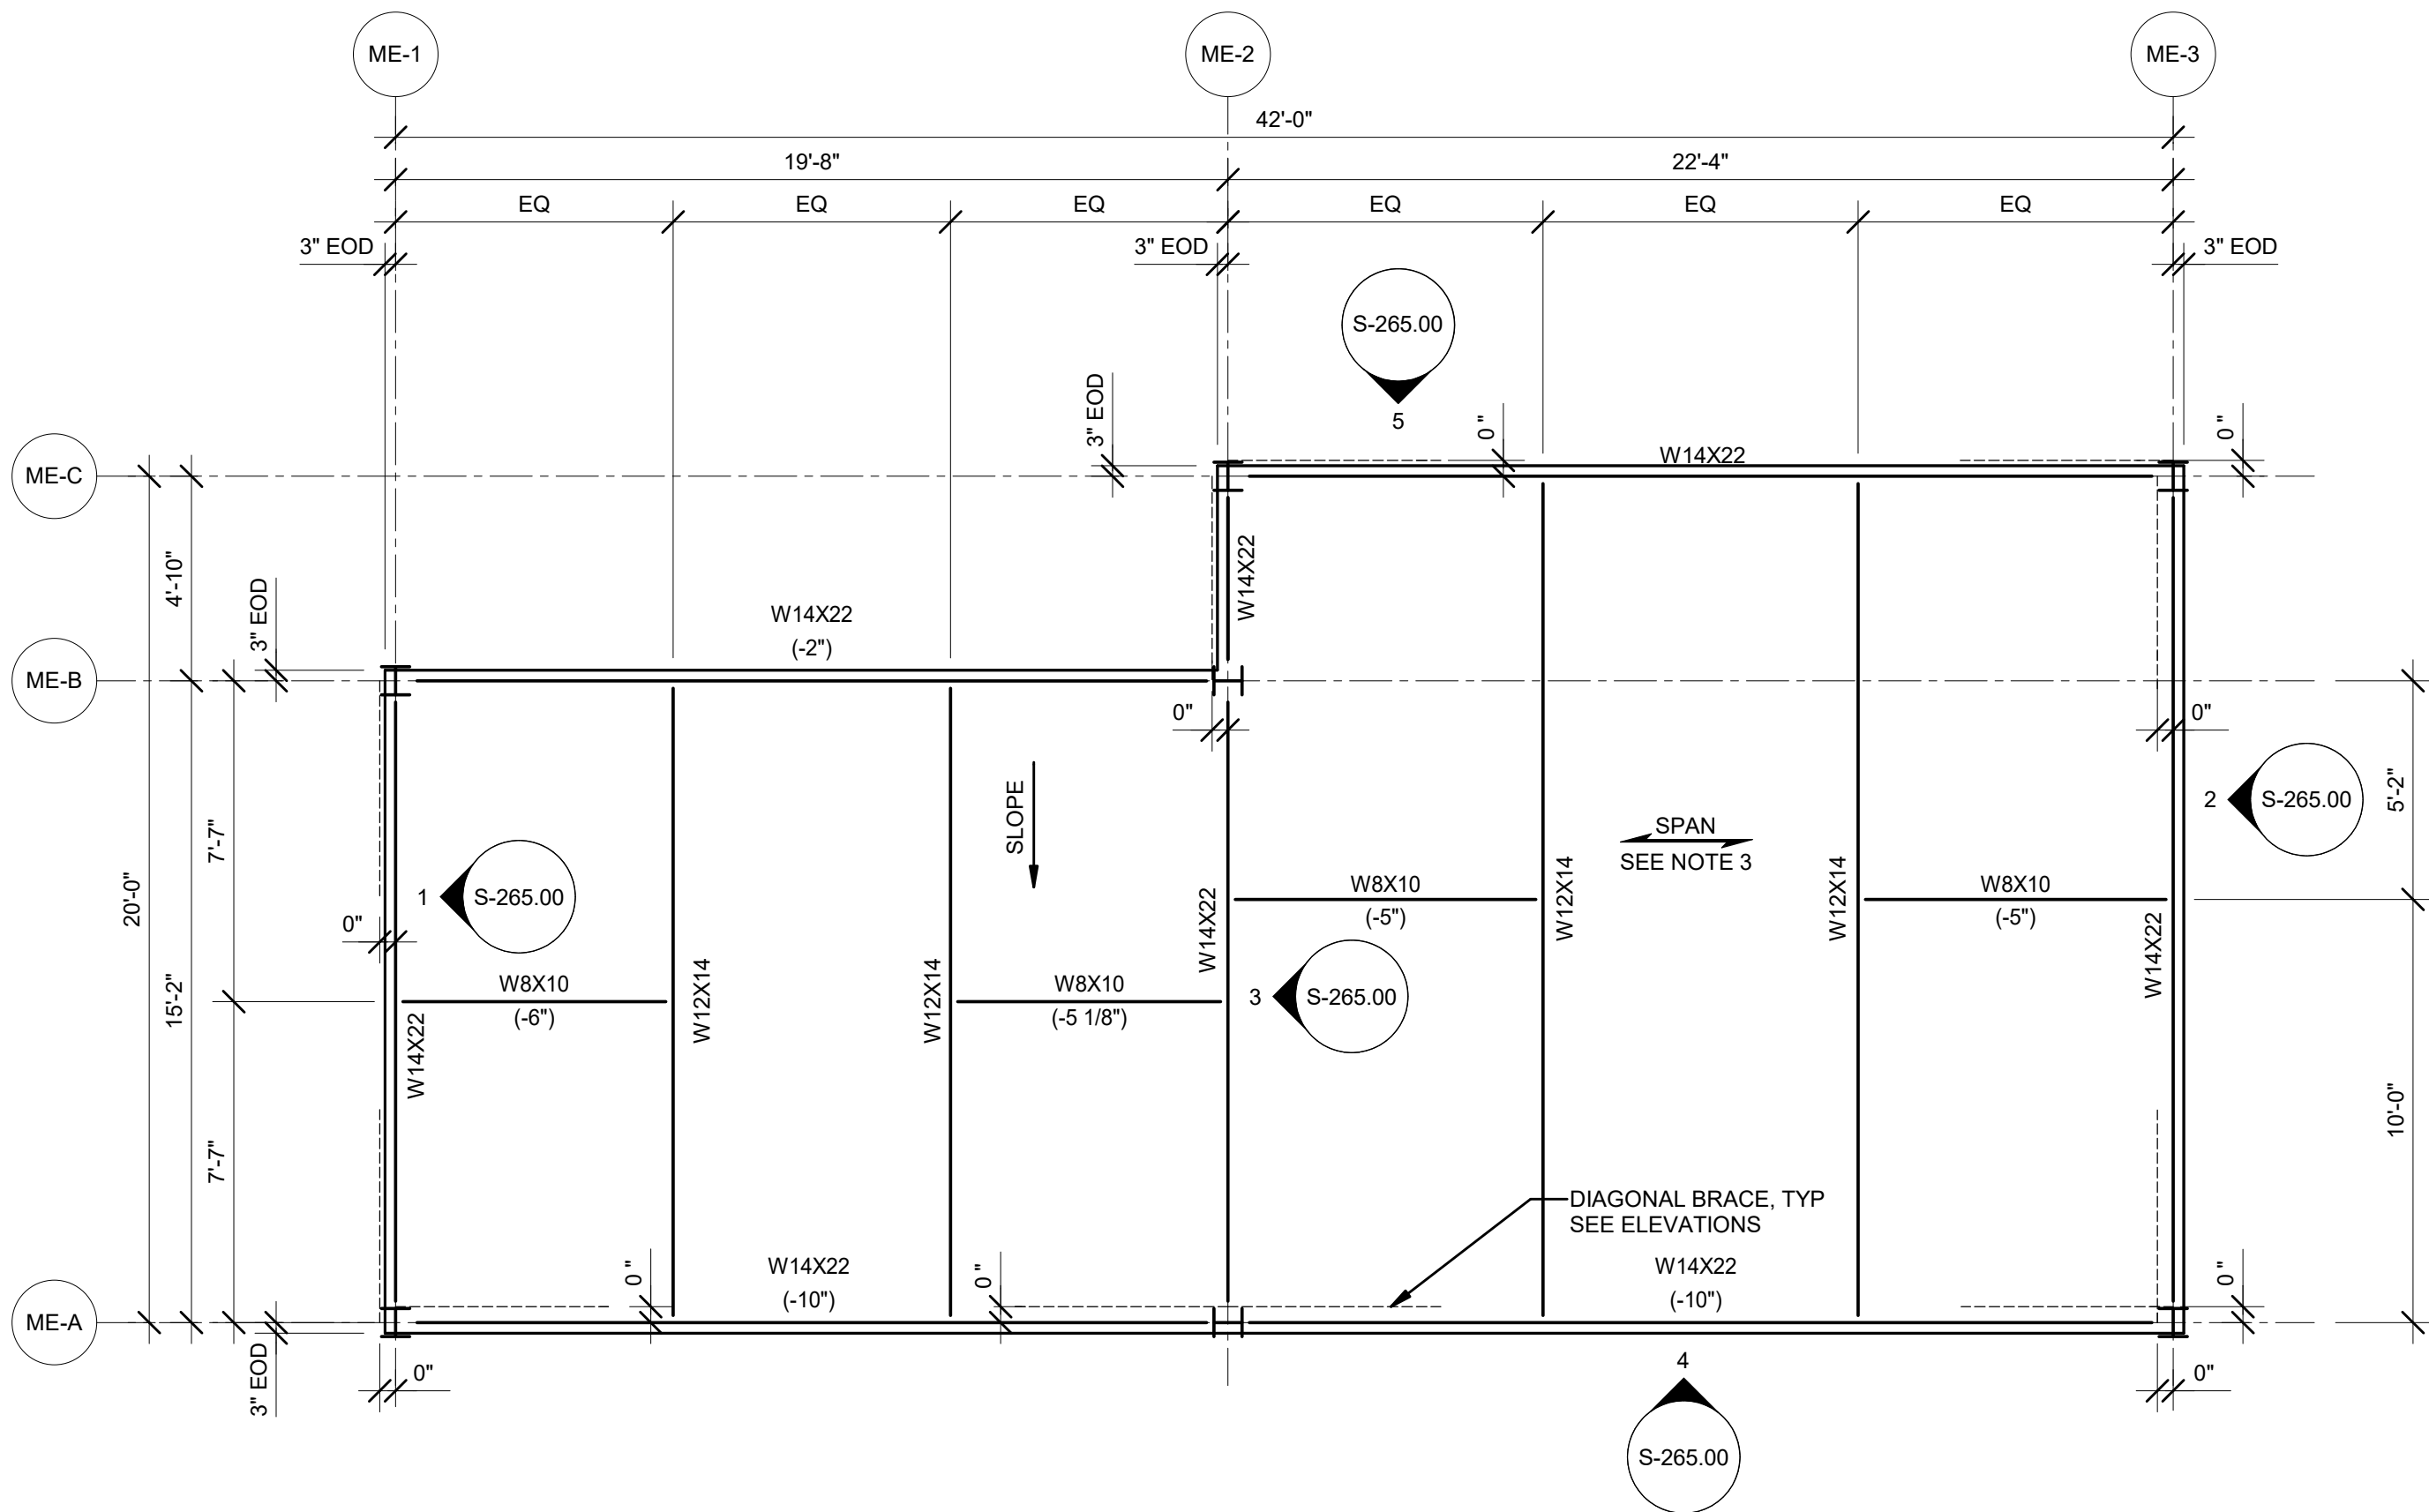 ME-1
ME-2
ME-3
42'-0"
19'-8"
22'-4"
EQ
EQ
EQ
EQ
EQ
EQ
3" EOD
3" EOD
3" EOD
S-265.00
5
3" EOD
0"
0"
ME-C
W14X22
4'-10"
3" EOD
W14X22
W14X22
(-2")
ME-B
0"
0"
5'-2"
SLOPE
2
S-265.00
SPAN
SEE NOTE 3
7'-7"
20'-0"
1
S-265.00
W8X10
(-5")
W8X10
(-5")
W14X22
W12X14
W12X14
W14X22
0"
15'-2"
W8X10
(-6")
W12X14
W12X14
W8X10
(-5 1/8")
3
S-265.00
W14X22
10'-0"
7'-7"
DIAGONAL BRACE, TYP
SEE ELEVATIONS
0"
W14X22
(-10")
0"
W14X22
(-10")
0"
ME-A
3" EOD
0"
4
0"
S-265.00